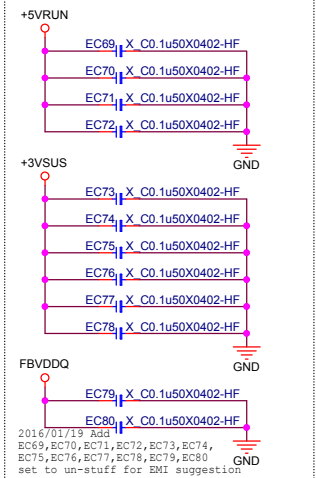 +5VRUN
EC69 X_C0.1u50X0402-HF
EC70 X_C0.1u50X0402-HF
EC71 X_C0.1u50X0402-HF
EC72 X_C0.1u50X0402-HF
GND
+3VSUS
EC73 X_C0.1u50X0402-HF
EC74 X_C0.1u50X0402-HF
EC75 X_C0.1u50X0402-HF
EC76 X_C0.1u50X0402-HF
EC77 X_C0.1u50X0402-HF
EC78 X_C0.1u50X0402-HF
GND
FBVDDQ
EC79 X_C0.1u50X0402-HF
EC80 X_C0.1u50X0402-HF
GND
2016/01/19 Add
EC69,EC70,EC71,EC72,EC73,EC74,
EC75,EC76,EC77,EC78,EC79,EC80
set to un-stuff for EMI suggestion